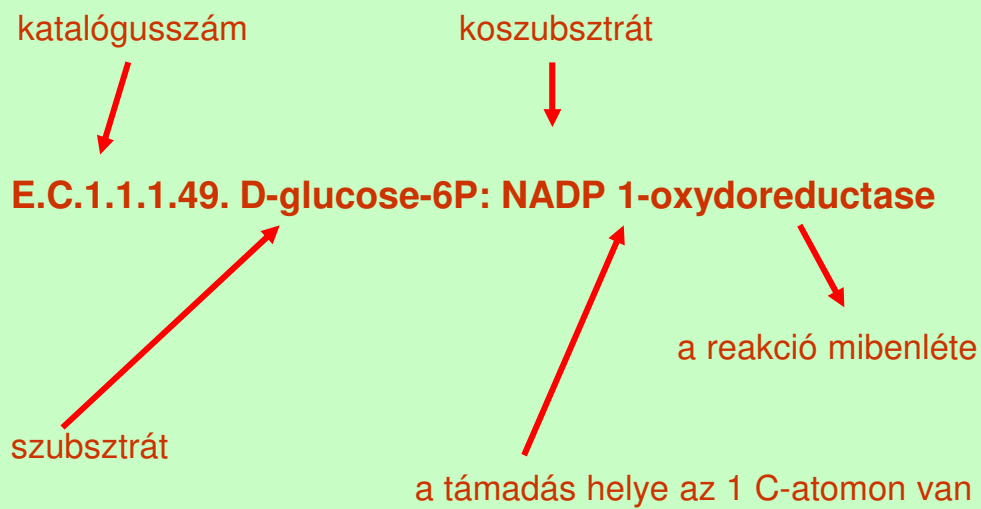 katalógusszám
koszubsztrát
E.C.1.1.1.49. D-glucose-6P: NADP 1-oxydoreductase
a reakció mibenléte
szubsztrát
a támadás helye az 1 C-atomon van